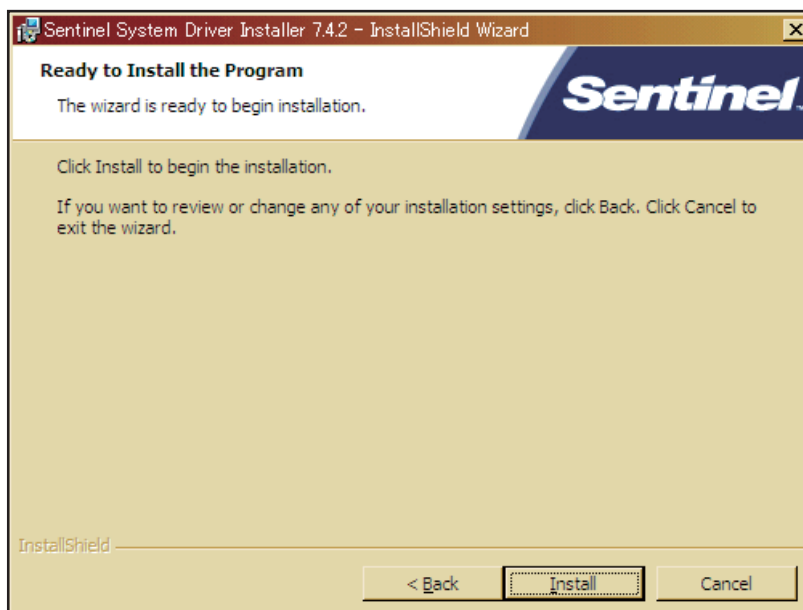 Sentinel System Driver Installer 7.4.2 - InstallShield Wizard
Ready to Install the Program
The wizard is ready to begin installation.
Sentinel™
Click Install to begin the installation.
If you want to review or change any of your installation settings, click Back. Click Cancel to
exit the wizard.
InstallShield
< Back
Install
Cancel